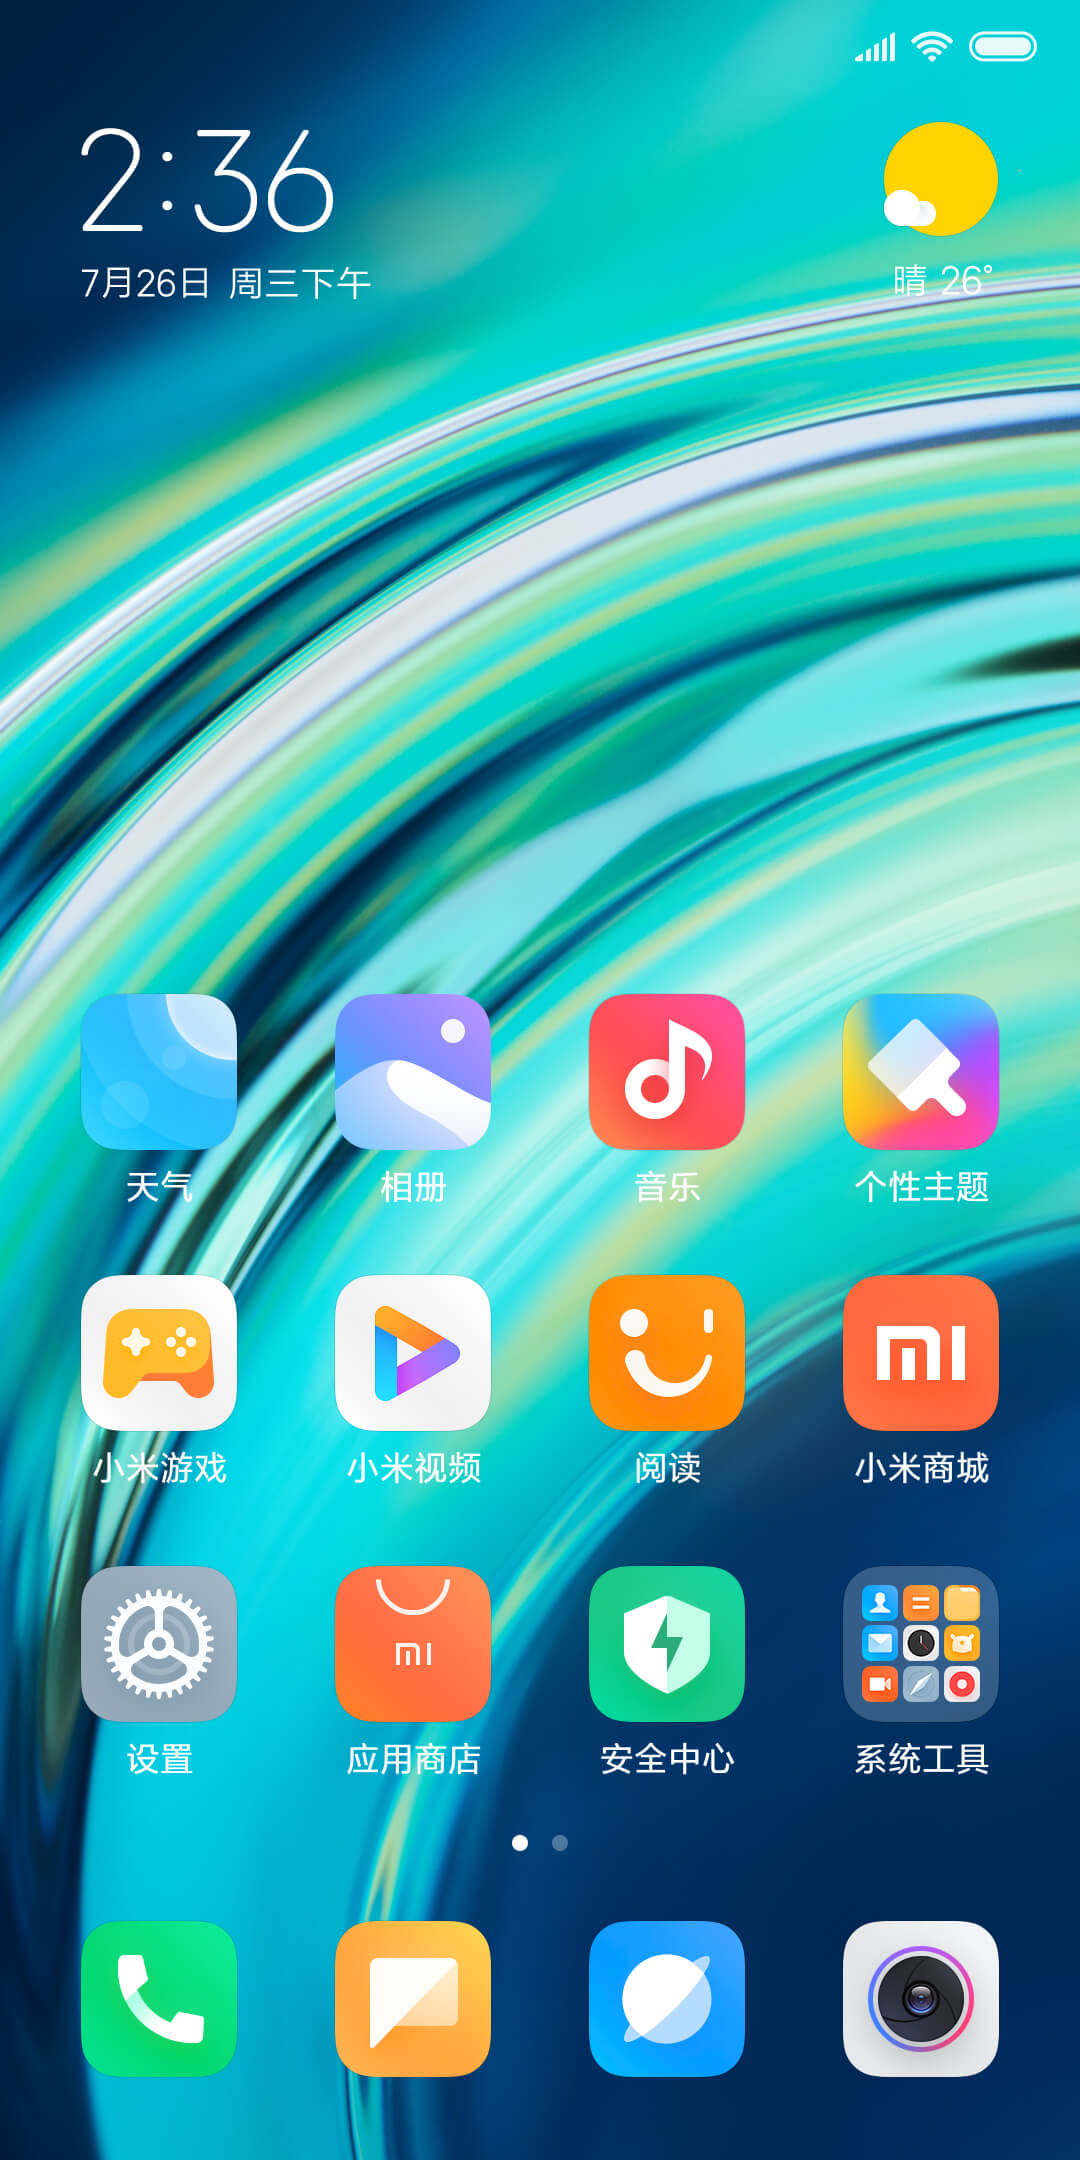 2:36
7月26日 周三下午
晴 26°
天气
相册
音乐
个性主题
小米游戏
小米视频
阅读
小米商城
设置
应用商店
安全中心
系统工具